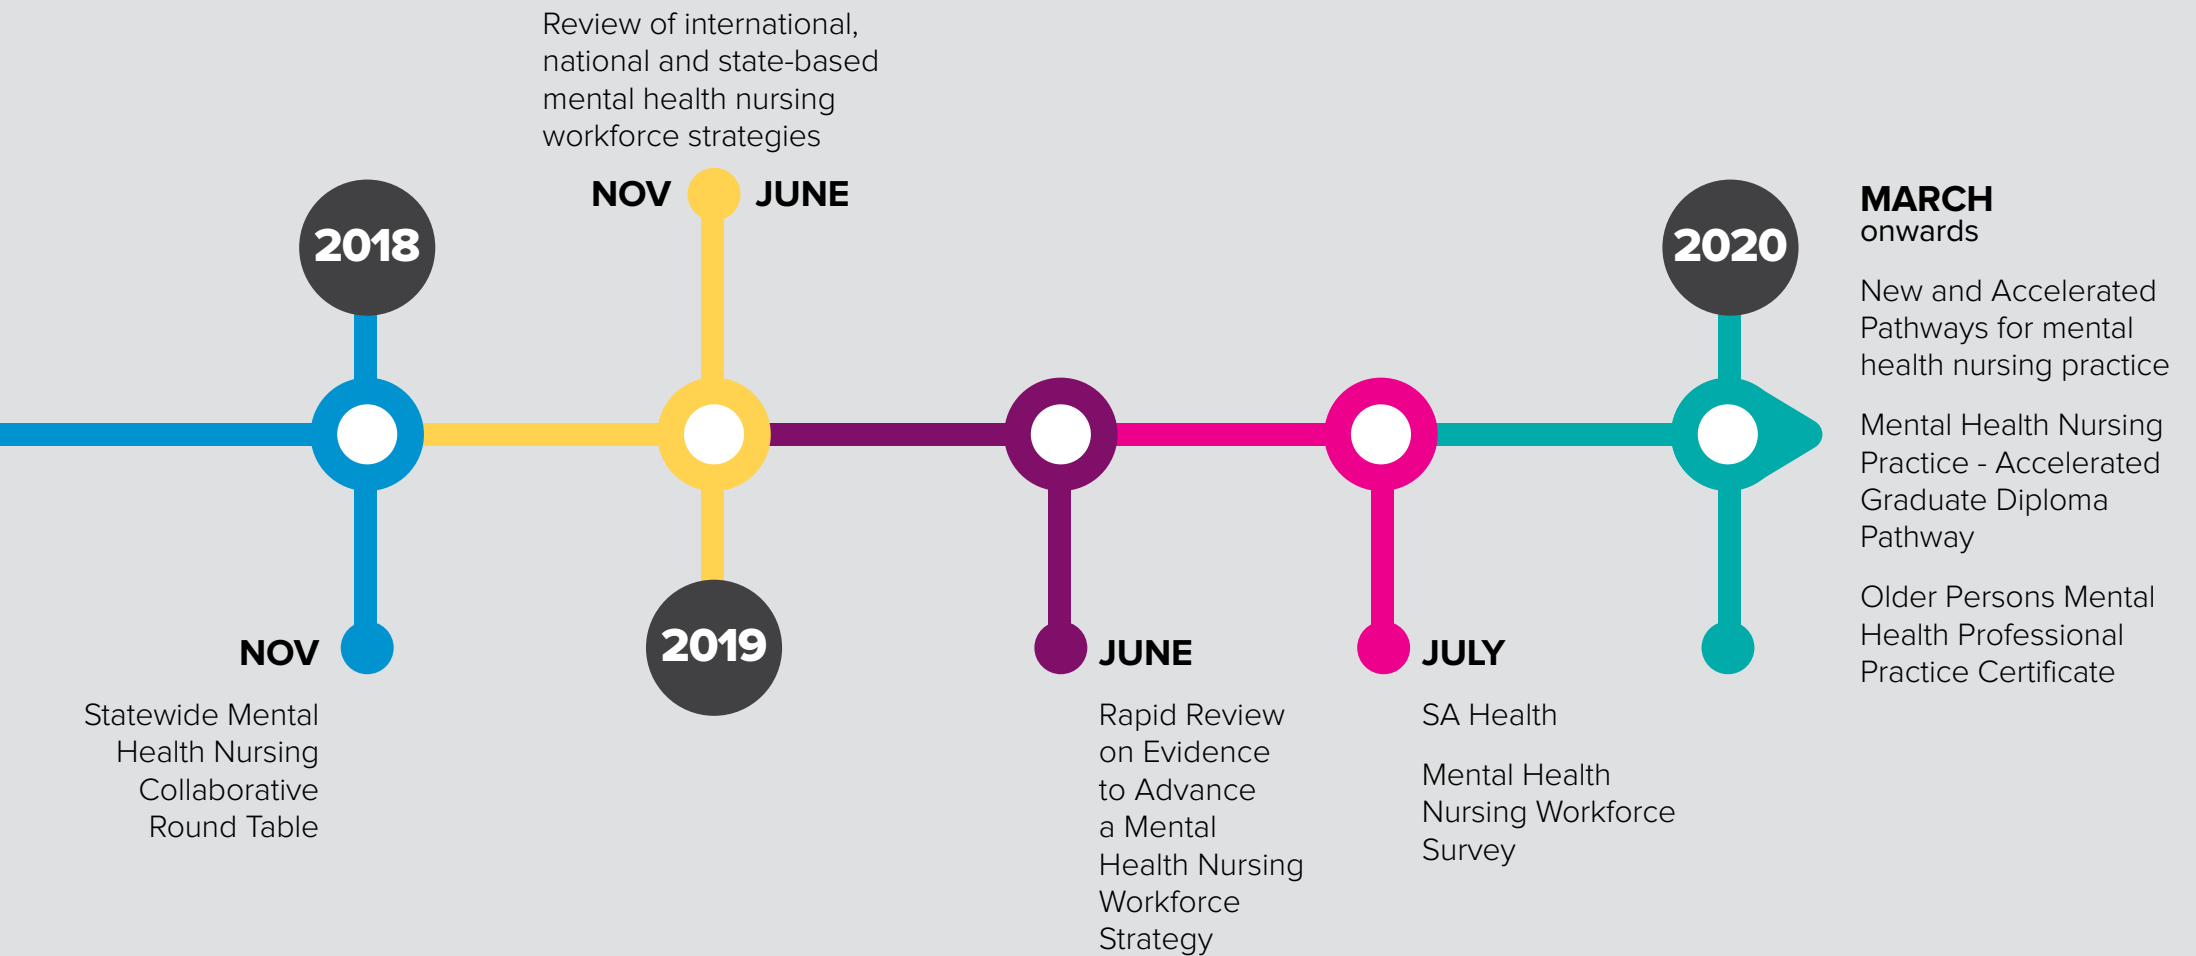 Review of international,
national and state-based
mental health nursing
workforce strategies
NOV JUNE
2018
NOV
Statewide Mental
Health Nursing
Collaborative
Round Table
2019
JUNE
Rapid Review
on Evidence
to Advance
a Mental
Health Nursing
Workforce
Strategy
JULY
SA Health
Mental Health
Nursing Workforce
Survey
2020
MARCH
onwards
New and Accelerated
Pathways for mental
health nursing practice
Mental Health Nursing
Practice - Accelerated
Graduate Diploma
Pathway
Older Persons Mental
Health Professional
Practice Certificate